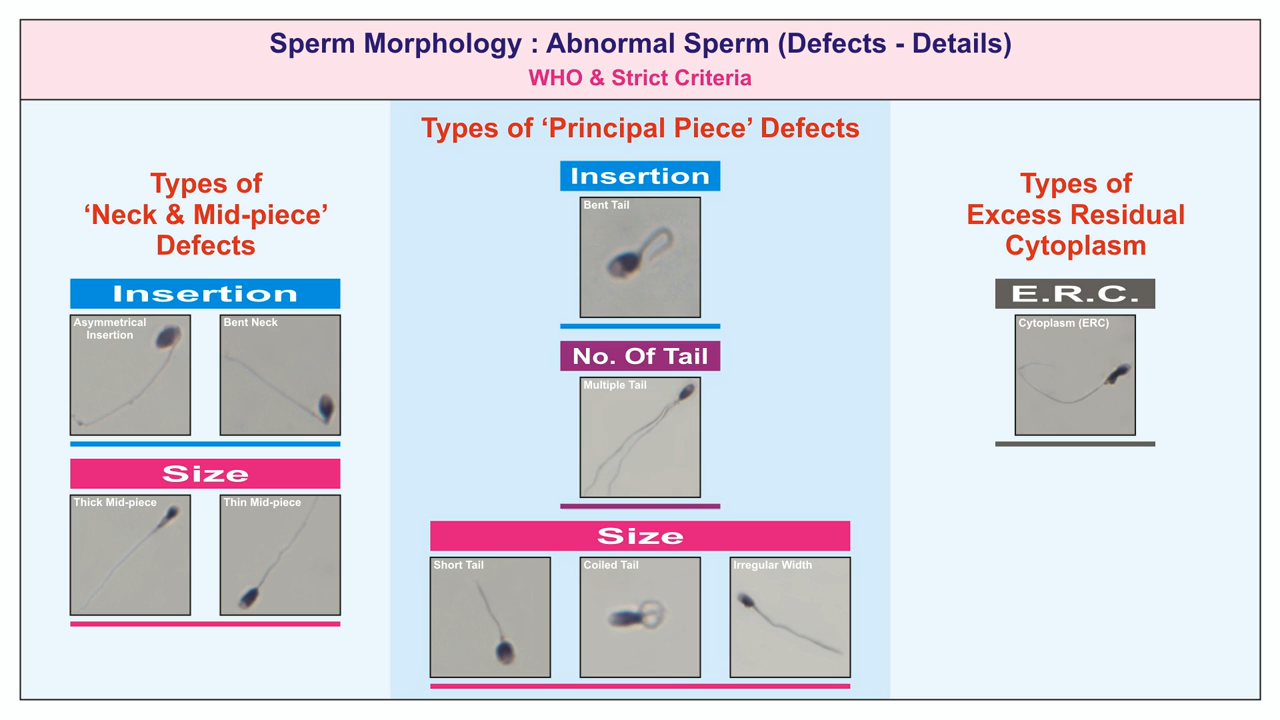 Sperm Morphology : Abnormal Sperm (Defects - Details)
WHO & Strict Criteria
Types of
‘Neck & Mid-piece’
Defects
Insertion
Asymmetrical
Insertion
Bent Neck
Size
Thick Mid-piece
Thin Mid-piece
Types of ‘Principal Piece’ Defects
Insertion
Bent Tail
No. Of Tail
Multiple Tail
Size
Short Tail
Coiled Tail
Irregular Width
Types of
Excess Residual
Cytoplasm
E.R.C.
Cytoplasm (ERC)